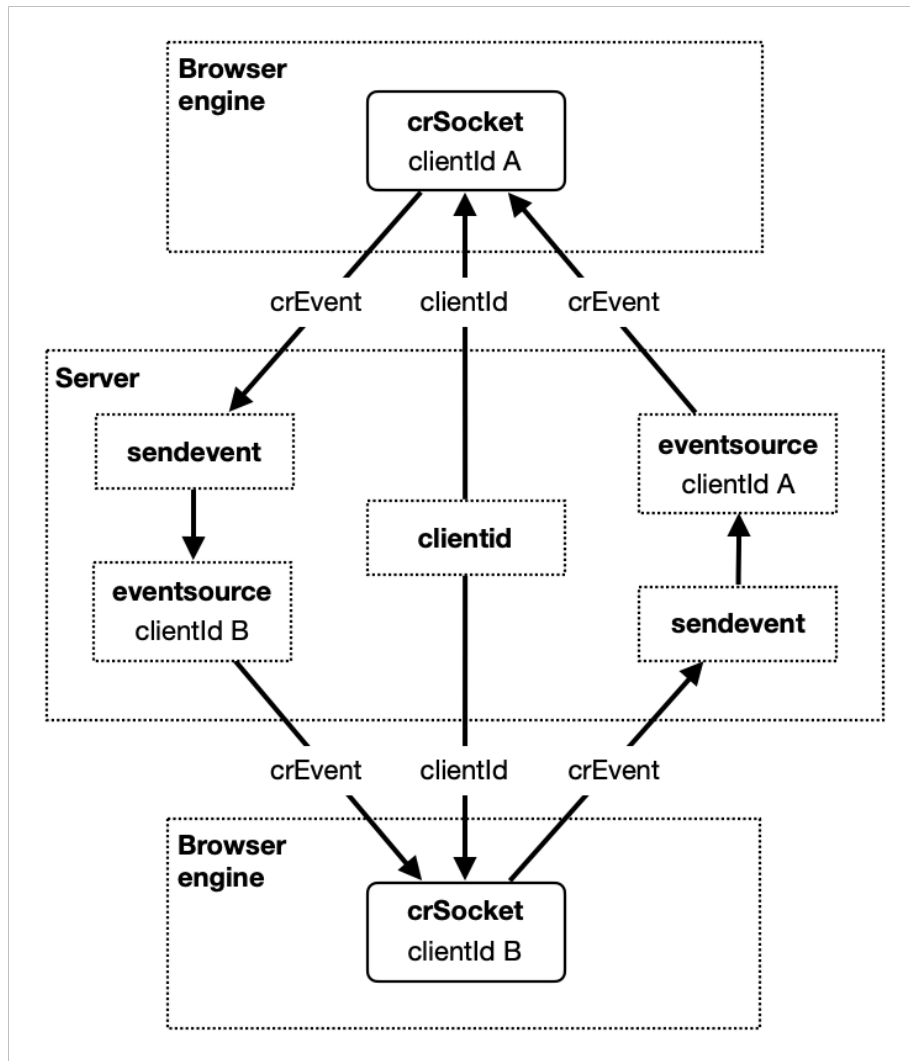 Browser
engine
crSocket
clientId A
crEvent
clientId
crEvent
Server
sendevent
eventsource
clientId A
clientid
eventsource
clientId B
sendevent
crEvent
clientId
crEvent
Browser
engine
crSocket
clientId B